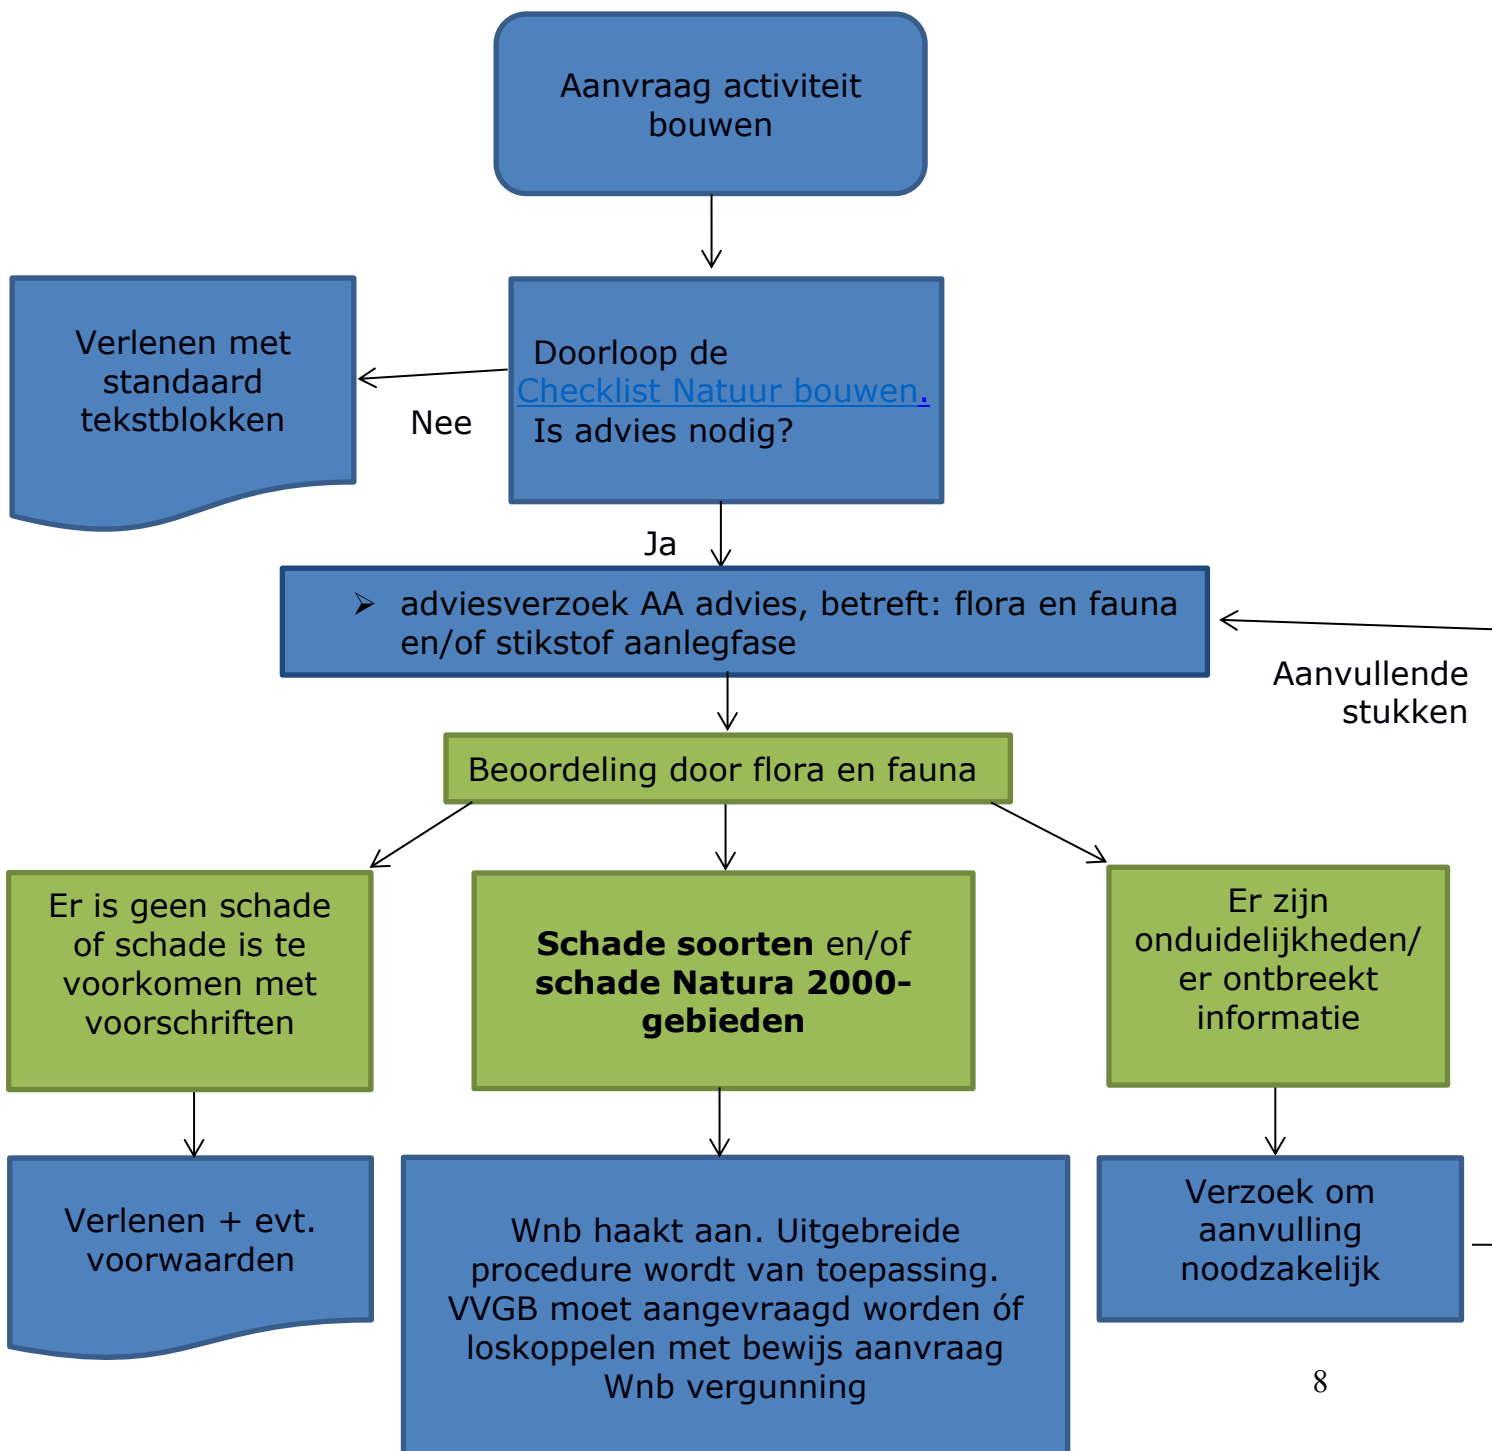 Aanvraag activiteit
bouwen
Verlenen met
standaard
tekstblokken
Nee
Doorloop de
Checklist Natuur bouwen.
Is advies nodig?
Ja
➢ adviesverzoek AA advies, betreft: flora en fauna
en/of stikstof aanlegfase
Aanvullende
stukken
Beoordeling door flora en fauna
Er is geen schade
of schade is te
voorkomen met
voorschriften
Schade soorten en/of
schade Natura 2000-
gebieden
Er zijn
onduidelijkheden/
er ontbreekt
informatie
Verlenen + evt.
voorwaarden
Wnb haakt aan. Uitgebreide
procedure wordt van toepassing.
VVGB moet aangevraagd worden óf
loskoppelen met bewijs aanvraag
Wnb vergunning
Verzoek om
aanvulling
noodzakelijk
8